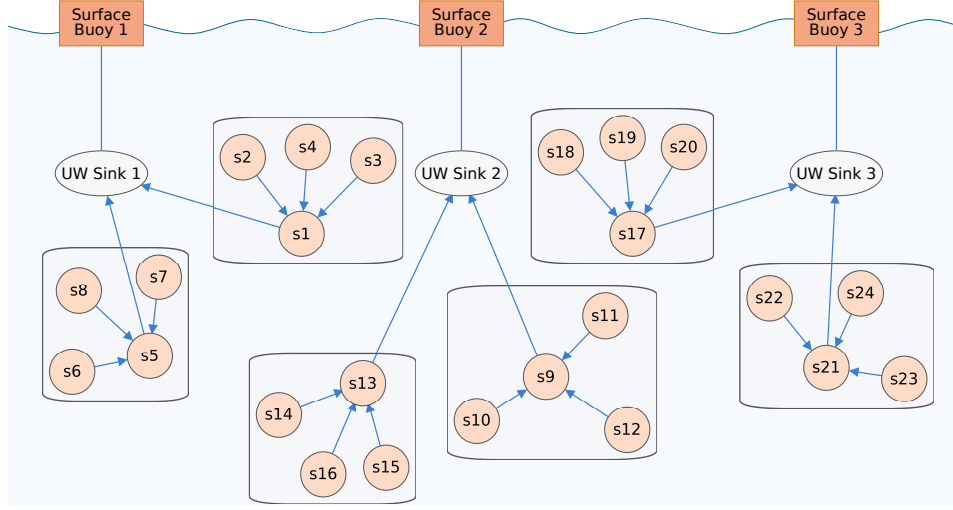 Surface
Buoy 1
Surface
Buoy 2
Surface
Buoy 3
UW Sink 1
s2
s4
s3
s1
UW Sink 2
s18
s19
s20
s17
UW Sink 3
s8
s7
s6
s5
s14
s13
s16
s15
s11
s9
s10
s12
s22
s24
s21
s23